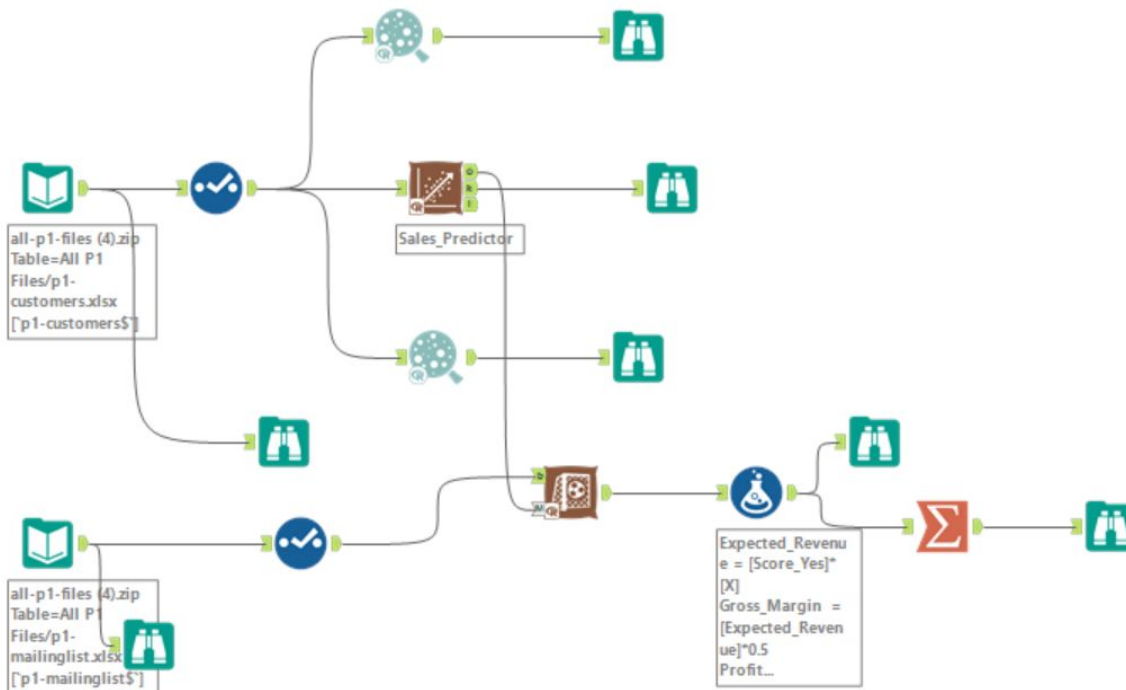 all-p1-files (4).zip
Table=All P1
Files/p1-
customers.xlsx
[`p1-customers$`]
Sales_Predictor
O
R
I
all-p1-files (4).zip
Table=All P1
Files/p1-
mailinglist.xlsx
[`p1-mailinglist$`]
D
M
Expected_Revenu
e = [Score_Yes]*
[X]
Gross_Margin =
[Expected_Reven
ue]*0.5
Profit...